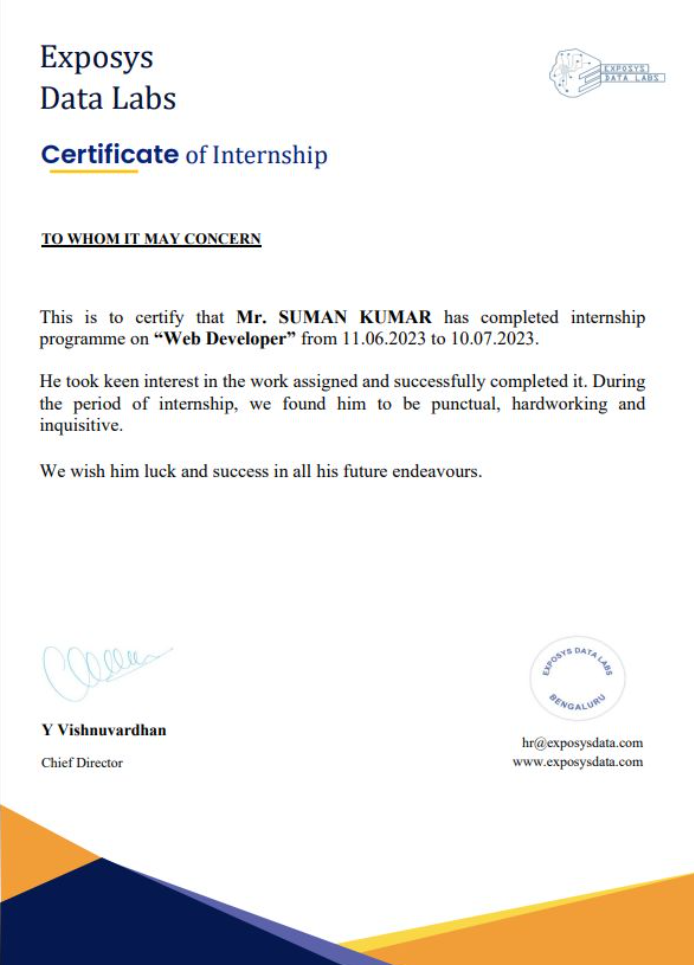 Exposys
Data Labs
EXPOSYS
DATA LABS
Certificate of Internship
TO WHOM IT MAY CONCERN
This is to certify that Mr. SUMAN KUMAR has completed internship
programme on “Web Developer” from 11.06.2023 to 10.07.2023.
He took keen interest in the work assigned and successfully completed it. During
the period of internship, we found him to be punctual, hardworking and
inquisitive.
We wish him luck and success in all his future endeavours.
EXPOSYS DATA LABS
BENGALURU
Y Vishnuvardhan
Chief Director
hr@exposysdata.com
www.exposysdata.com